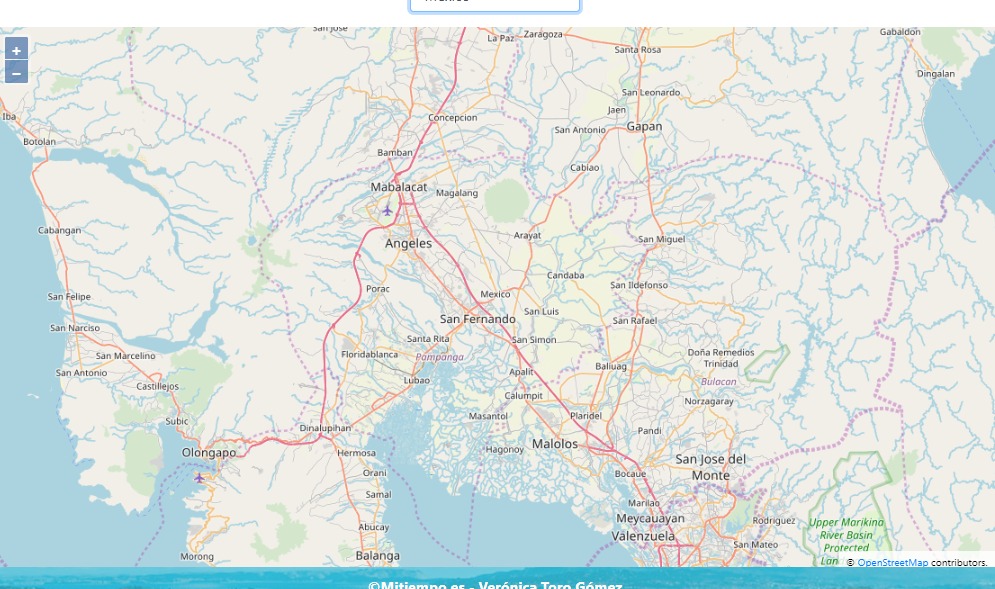 San Jose
La Paz
Zaragoza
Gabaldon
Santa Rosa
+
−
Dingalan
San Leonardo
Jaen
Iba
Concepcion
San Antonio
Gapan
Botolan
Bamban
Cabiao
Mabalacat
Magalang
Cabangan
Arayat
San Miguel
Angeles
Candaba
Porac
San Ildefonso
San Felipe
Mexico
San Luis
San Fernando
San Rafael
San Narciso
Santa Rita
San Simon
San Marcelino
Floridablanca
Pampanga
Doña Remedios
Trinidad
San Antonio
Apalit
Baliuag
Castillejos
Lubao
Bulacan
Calumpit
Norzagaray
Subic
Masantol
Plaridel
Dinalupihan
Pandi
Olongapo
Hermosa
Hagonoy
Malolos
San Jose del
Monte
Orani
Bocaue
Samal
Marilao
Abucay
Meycauayan
Rodriguez
Upper Marikina
River Basin
Protected
Lan
Valenzuela
San Mateo
Morong
Balanga
© OpenStreetMap contributors.
©Mitiempo.es - Verónica Toro Gómez